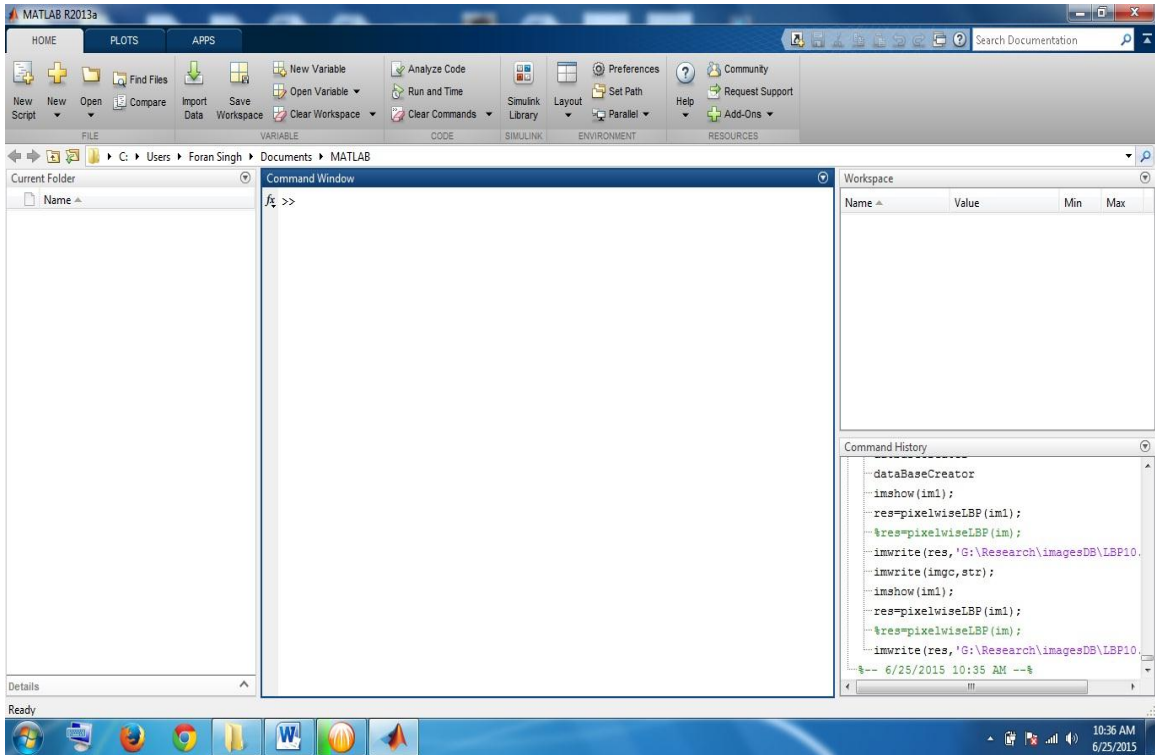 MATLAB R2013a
HOME PLOTS APPS
Search Documentation
New Script
New
Open
Find Files
Compare
Import Data
Save Workspace
New Variable
Open Variable
Clear Workspace
Analyze Code
Run and Time
Clear Commands
Simulink Library
Layout
Preferences
Set Path
Parallel
Help
Community
Request Support
Add-Ons
FILE VARIABLE CODE SIMULINK ENVIRONMENT RESOURCES
C: Users Foran Singh Documents MATLAB
Current Folder
Name
Details
Command Window
fx >>
Workspace
Name Value Min Max
Command History
dataBaseCreator
imshow(im1);
res=pixelwiseLBP(im1);
%res=pixelwiseLBP(im);
imwrite(res,'G:\Research\imagesDB\LBP10.
imwrite(imgc,str);
imshow(im1);
res=pixelwiseLBP(im1);
%res=pixelwiseLBP(im);
imwrite(res,'G:\Research\imagesDB\LBP10.
%-- 6/25/2015 10:35 AM --%
Ready
10:36 AM
6/25/2015